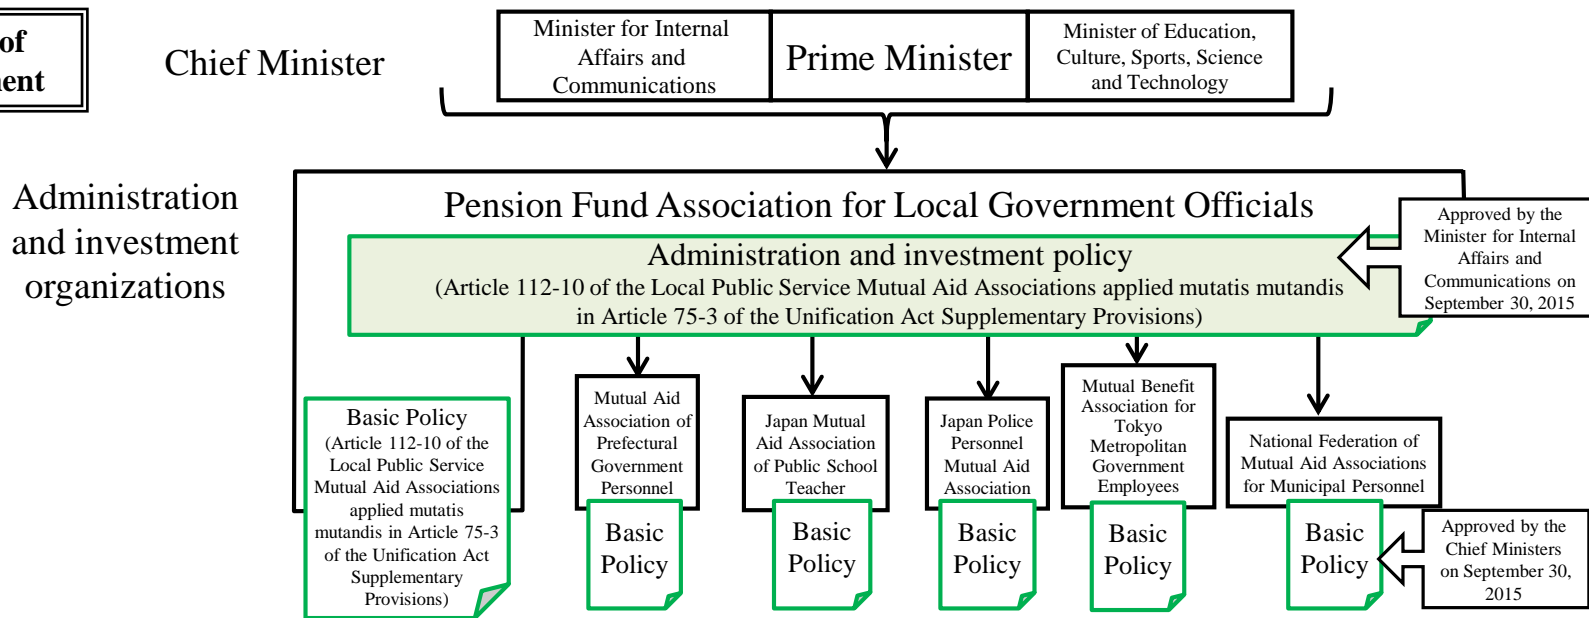 of
Chief Minister
Minister for Internal
Affairs and
Communications
Prime Minister
Minister of Education,
Culture, Sports, Science
and Technology
Administration
and investment
organizations
Pension Fund Association for Local Government Officials
Administration and investment policy
(Article 112-10 of the Local Public Service Mutual Aid Associations applied mutatis mutandis
in Article 75-3 of the Unification Act Supplementary Provisions)
Approved by the
Minister for Internal
Affairs and
Communications on
September 30, 2015
Basic Policy
(Article 112-10 of the
Local Public Service
Mutual Aid Associations
applied mutatis
mutandis in Article 75-3
of the Unification Act
Supplementary
Provisions)
Mutual Aid
Association of
Prefectural
Government
Personnel
Basic
Policy
Japan Mutual
Aid Association
of Public School
Teacher
Basic
Policy
Japan Police
Personnel
Mutual Aid
Association
Basic
Policy
Mutual Benefit
Association for
Tokyo
Metropolitan
Government
Employees
Basic
Policy
National Federation of
Mutual Aid Associations
for Municipal Personnel
Basic
Policy
Approved by the
Chief Ministers
on September 30,
2015